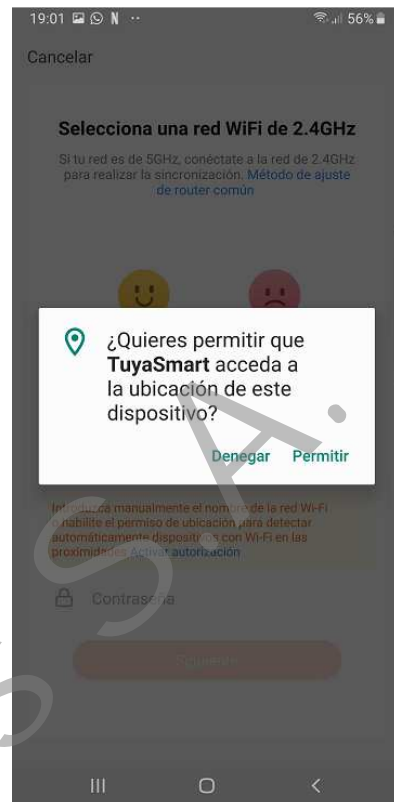 19:01
56%
Cancelar
Selecciona una red WiFi de 2.4GHz
Si tu red es de 5GHz, conéctate a la red de 2.4GHz
para realizar la sincronización. Método de ajuste
de router común
¿Quieres permitir que
TuyaSmart acceda a
la ubicación de este
dispositivo?
Denegar Permitir
Introduzca manualmente el nombre de la red Wi-Fi
o habilite el permiso de ubicación para detectar
automáticamente dispositivos con Wi-Fi en las
proximidades Activar autorización
Contraseña
Siguiente
S.A.